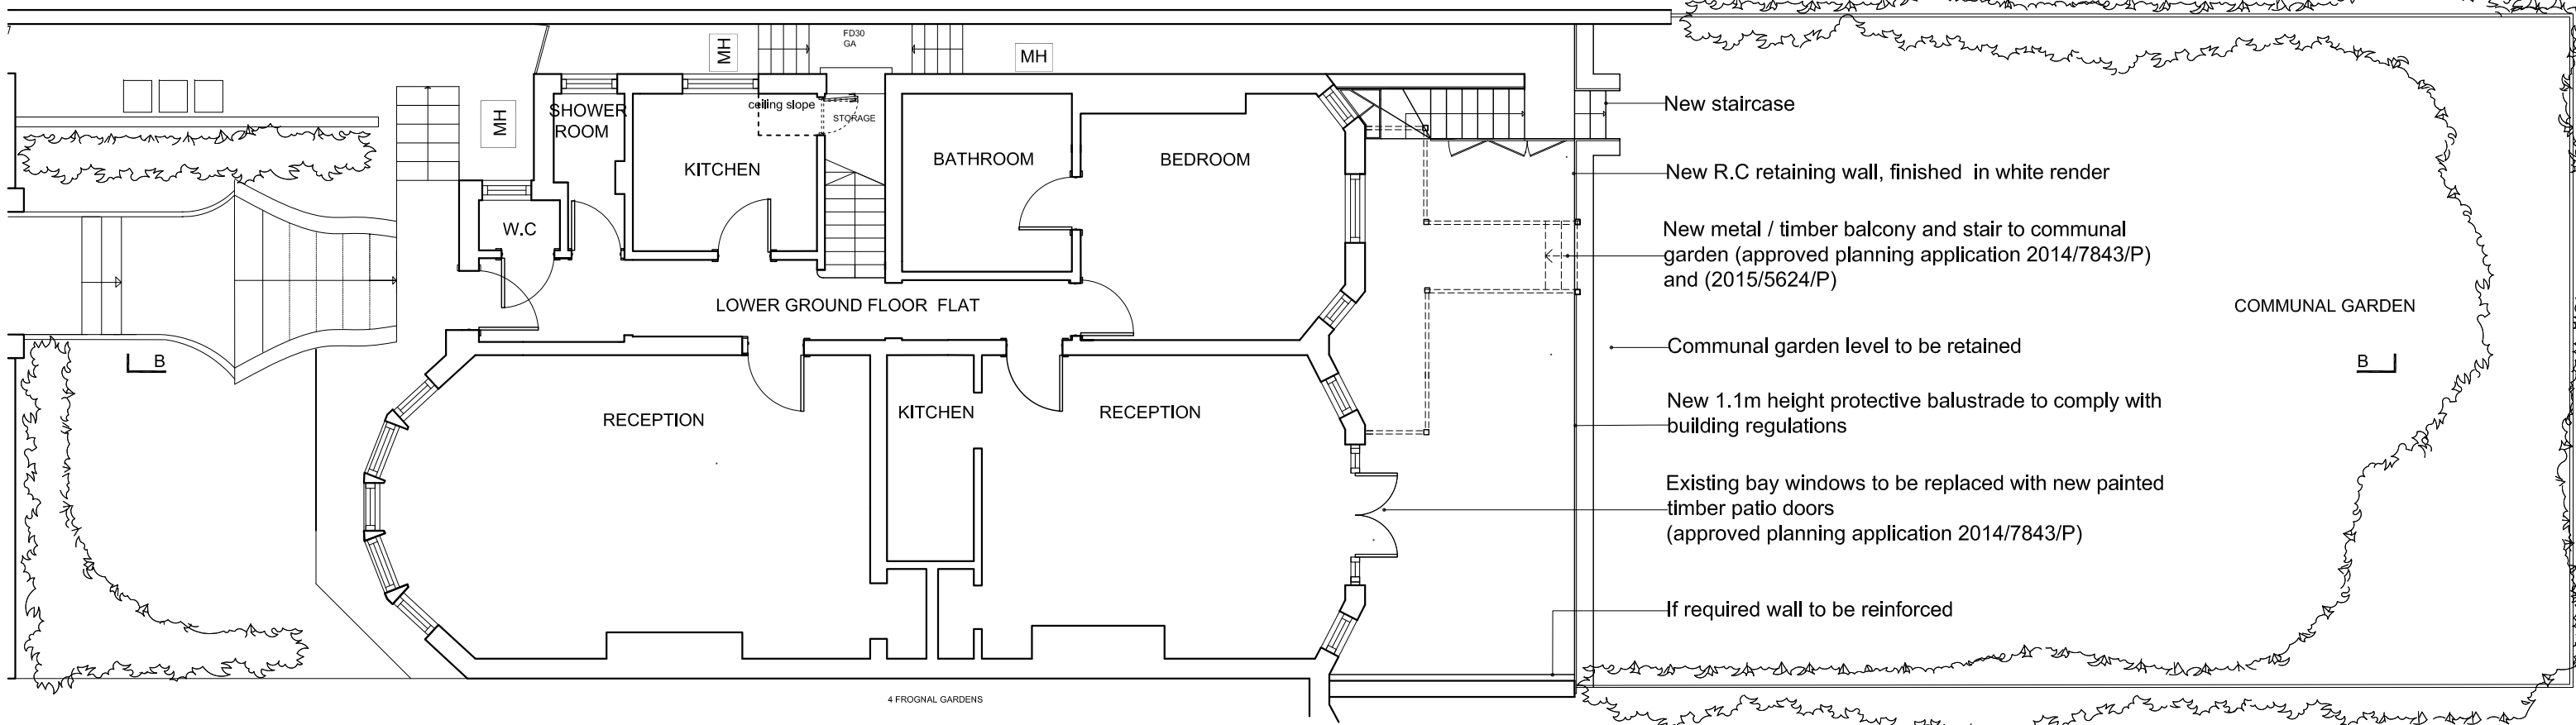 7
FD30
GA
MH
MH
MH
SHOWER
ROOM
ceiling slope
STORAGE
KITCHEN
BATHROOM
BEDROOM
W.C
LOWER GROUND FLOOR FLAT
B
RECEPTION
KITCHEN
RECEPTION
4 FROGNAL GARDENS
New staircase
New R.C retaining wall, finished in white render
New metal / timber balcony and stair to communal
garden (approved planning application 2014/7843/P)
and (2015/5624/P)
Communal garden level to be retained
New 1.1m height protective balustrade to comply with
building regulations
Existing bay windows to be replaced with new painted
timber patio doors
(approved planning application 2014/7843/P)
If required wall to be reinforced
COMMUNAL GARDEN
B